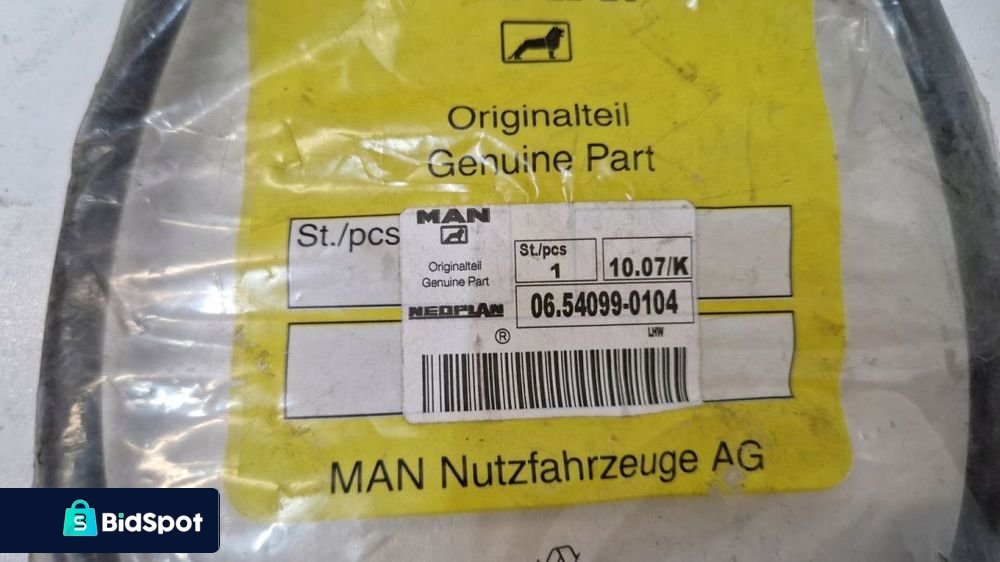 Originalteil
Genuine Part
St./pcs
MAN
Originalteil
Genuine Part
NEOPLAN
®
St./pcs
1
10.07/K
06.54099-0104
LHW
MAN Nutzfahrzeuge AG
BidSpot